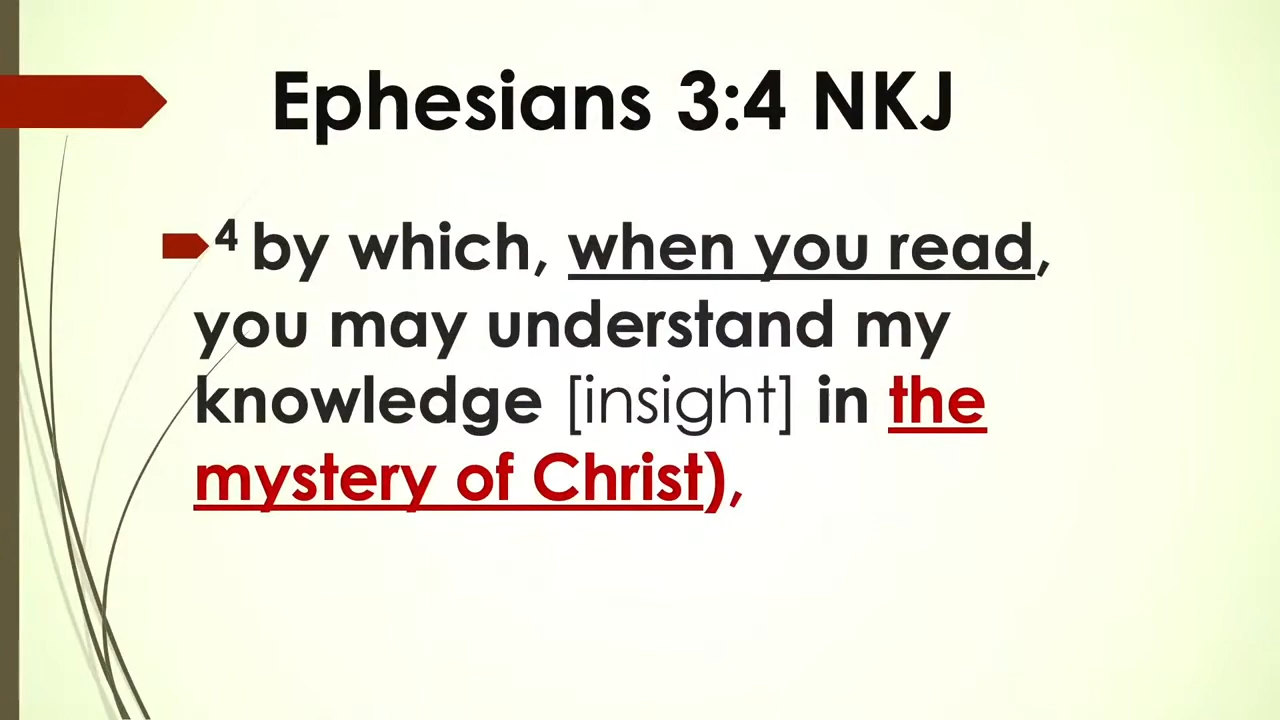 Ephesians 3:4 NKJ
4 by which, when you read,
you may understand my
knowledge [insight] in the
mystery of Christ),